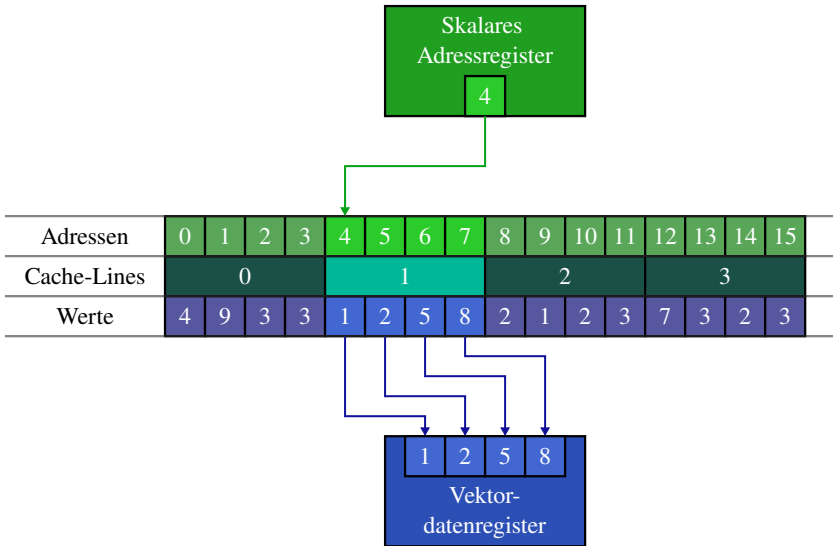 Skalares
Adressregister
4
Adressen 0 1 2 3 4 5 6 7 8 9 10 11 12 13 14 15
Cache-Lines 0 1 2 3
Werte 4 9 3 3 1 2 5 8 2 1 2 3 7 3 2 3
1 2 5 8
Vektor-
datenregister